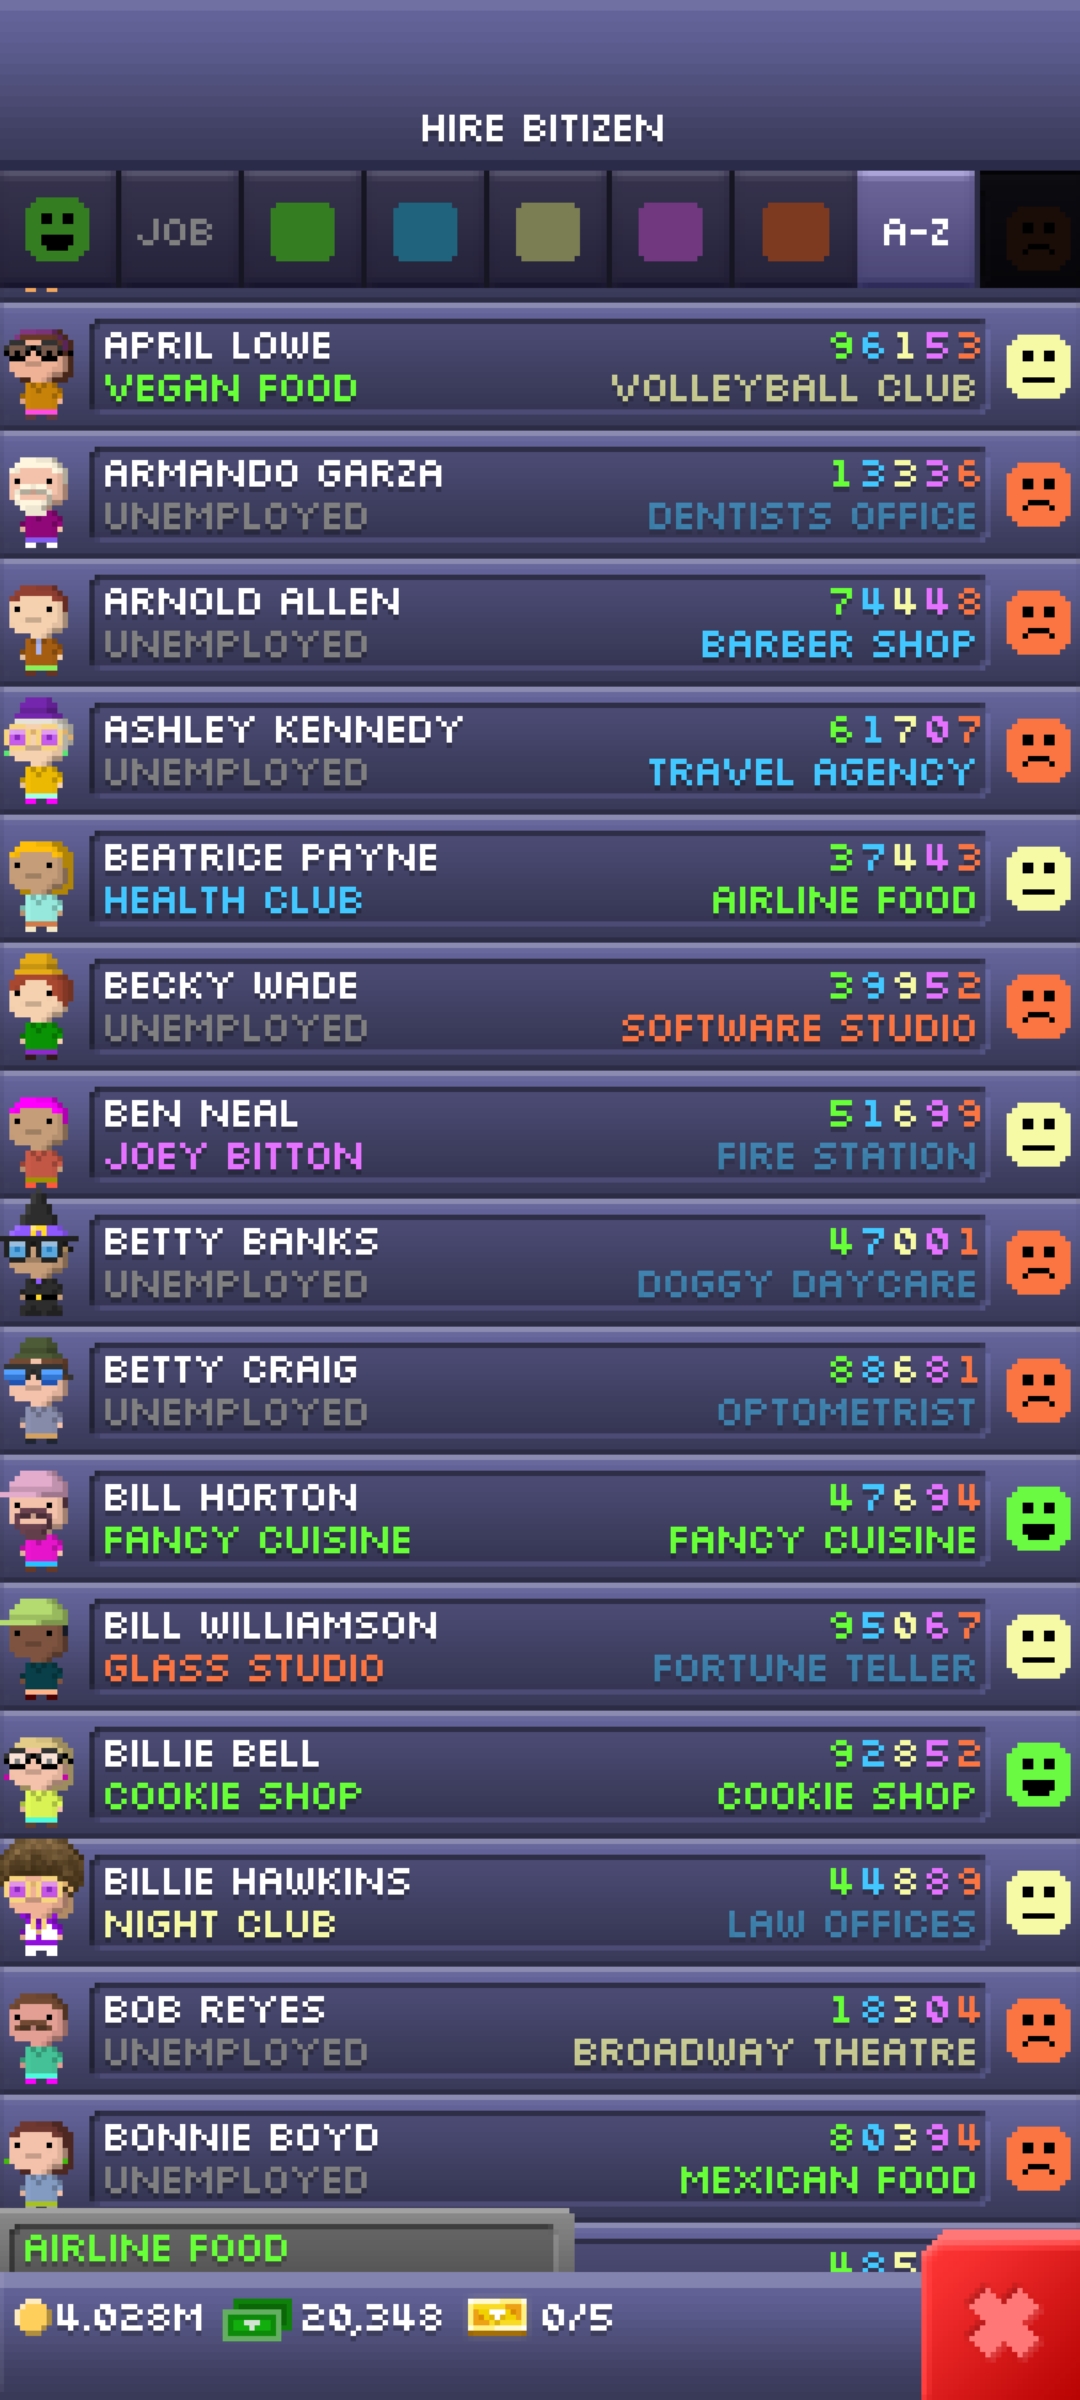 HIRE BITIZEN
JOB A-Z
APRIL LOWE 96153
VEGAN FOOD VOLLEYBALL CLUB
ARMANDO GARZA 13336
UNEMPLOYED DENTISTS OFFICE
ARNOLD ALLEN 74448
UNEMPLOYED BARBER SHOP
ASHLEY KENNEDY 61707
UNEMPLOYED TRAVEL AGENCY
BEATRICE PAYNE 37443
HEALTH CLUB AIRLINE FOOD
BECKY WADE 39952
UNEMPLOYED SOFTWARE STUDIO
BEN NEAL 51699
JOEY BITTON FIRE STATION
BETTY BANKS 47001
UNEMPLOYED DOGGY DAYCARE
BETTY CRAIG 88681
UNEMPLOYED OPTOMETRIST
BILL HORTON 47694
FANCY CUISINE FANCY CUISINE
BILL WILLIAMSON 95067
GLASS STUDIO FORTUNE TELLER
BILLIE BELL 92852
COOKIE SHOP COOKIE SHOP
BILLIE HAWKINS 44889
NIGHT CLUB LAW OFFICES
BOB REYES 18304
UNEMPLOYED BROADWAY THEATRE
BONNIE BOYD 80394
UNEMPLOYED MEXICAN FOOD
AIRLINE FOOD 485
4.028M 20,348 0/5